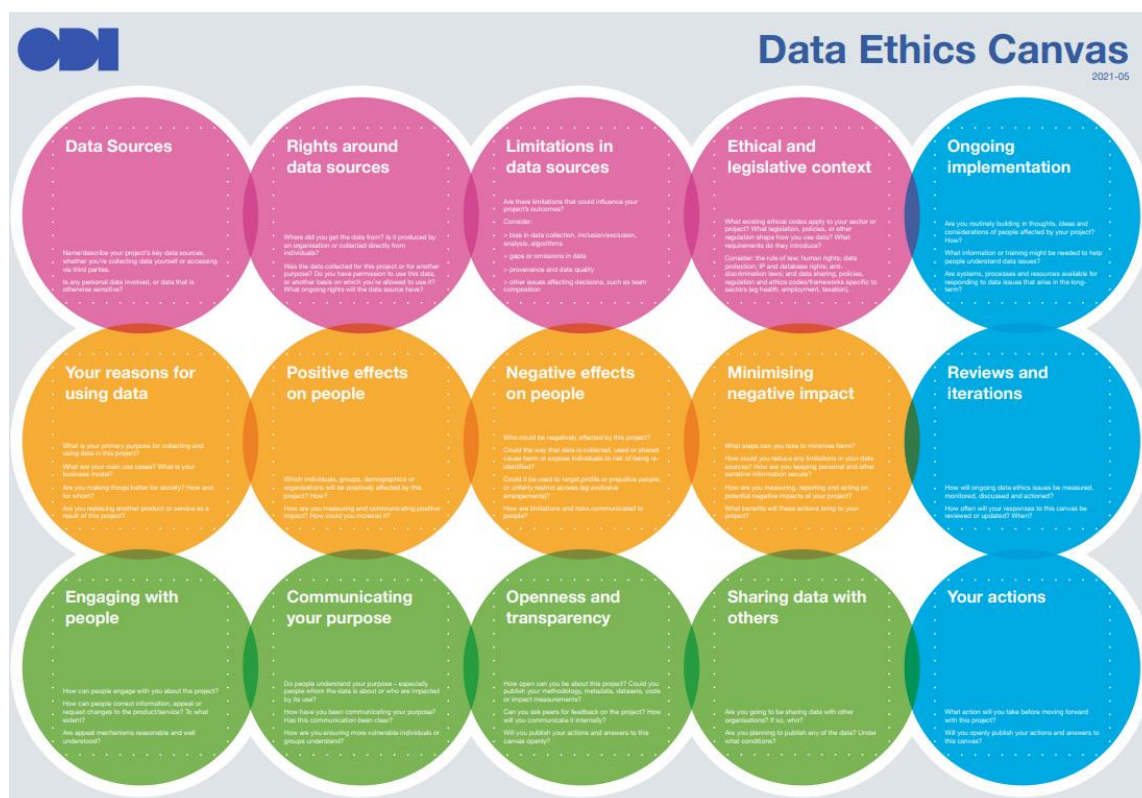 ODI
Data Ethics Canvas
2021-05
Data Sources
Name/describe your project's key data sources,
whether you're collecting data yourself or accessing
via third parties.
Is any personal data involved, or data that is
otherwise sensitive?
Rights around
data sources
Where did you get the data from? Is it produced by
an organisation or collected directly from
individuals?
Was the data collected for this project or for another
purpose? Do you have permission to use this data,
or another basis on which you're allowed to use it?
What ongoing rights will the data source have?
Limitations in
data sources
Are there limitations that could influence your
project's outcomes?
Consider:
> bias in data collection, inclusion/exclusion,
analysis, algorithms
> gaps or omissions in data
> provenance and data quality
> other issues affecting decisions, such as team
composition
Ethical and
legislative context
What existing ethical codes apply to your sector or
project? What legislation, policies, or other
regulation shape how you use data? What
requirements do they introduce?
Consider: the rule of law; human rights; data
protection; IP and database rights; anti-
discrimination laws; and data sharing, policies,
regulation and ethics codes/frameworks specific to
sectors (eg health, employment, taxation).
Ongoing
implementation
Are you routinely building in thoughts, ideas and
considerations of people affected by your project?
How?
What information or training might be needed to help
people understand data issues?
Are systems, processes and resources available for
responding to data issues that arise in the long-
term?
Your reasons for
using data
What is your primary purpose for collecting and
using data in this project?
What are your main use cases? What is your
business model?
Are you making things better for society? How and
for whom?
Are you replacing another product or service as a
result of this project?
Positive effects
on people
Which individuals, groups, demographics or
organisations will be positively affected by this
project? How?
How are you measuring and communicating positive
impact? How could you increase it?
Negative effects
on people
Who could be negatively affected by this project?
Could the way that data is collected, used or shared
cause harm or expose individuals to risk of being re-
identified?
Could it be used to target, profile or prejudice people,
or unfairly restrict access (eg exclusive
arrangements)?
How are limitations and risks communicated to
people?
Minimising
negative impact
What steps can you take to minimise harm?
How could you reduce any limitations in your data
sources? How are you keeping personal and other
sensitive information secure?
How are you measuring, reporting and acting on
potential negative impacts of your project?
What benefits will these actions bring to your
project?
Reviews and
iterations
How will ongoing data ethics issues be measured,
monitored, discussed and actioned?
How often will your responses to this canvas be
reviewed or updated? When?
Engaging with
people
How can people engage with you about the project?
How can people correct information, appeal or
request changes to the product/service? To what
extent?
Are appeal mechanisms reasonable and well
understood?
Communicating
your purpose
Do people understand your purpose – especially
people whom the data is about or who are impacted
by its use?
How have you been communicating your purpose?
Has this communication been clear?
How are you ensuring more vulnerable individuals or
groups understand?
Openness and
transparency
How open can you be about this project? Could you
publish your methodology, metadata, datasets, code
or impact measurements?
Can you ask peers for feedback on the project? How
will you communicate it internally?
Will you publish your actions and answers to this
canvas openly?
Sharing data with
others
Are you going to be sharing data with other
organisations? If so, who?
Are you planning to publish any of the data? Under
what conditions?
Your actions
What action will you take before moving forward
with this project?
Will you openly publish your actions and answers to
this canvas?